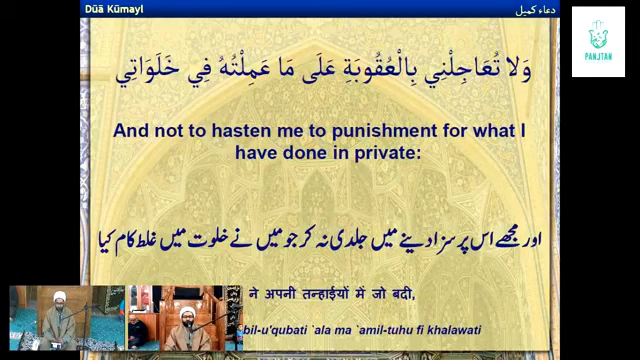 Dūā Kūmayl
دعاء کمیل
PANJTAN
وَلا تُعَاجِلْنِي بِالْعُقُوبَةِ عَلَى مَا عَمِلْتُهُ فِي خَلَوَاتِي
And not to hasten me to punishment for what I
have done in private:
اور مجھے اس پر سزا دینے میں جلدی نہ کر جو میں نے خلوت میں غلط کام کیا
ने अपनी तन्हाईयों में जो बदी,
bil-u'qubati `ala ma `amil-tuhu fi khalawati